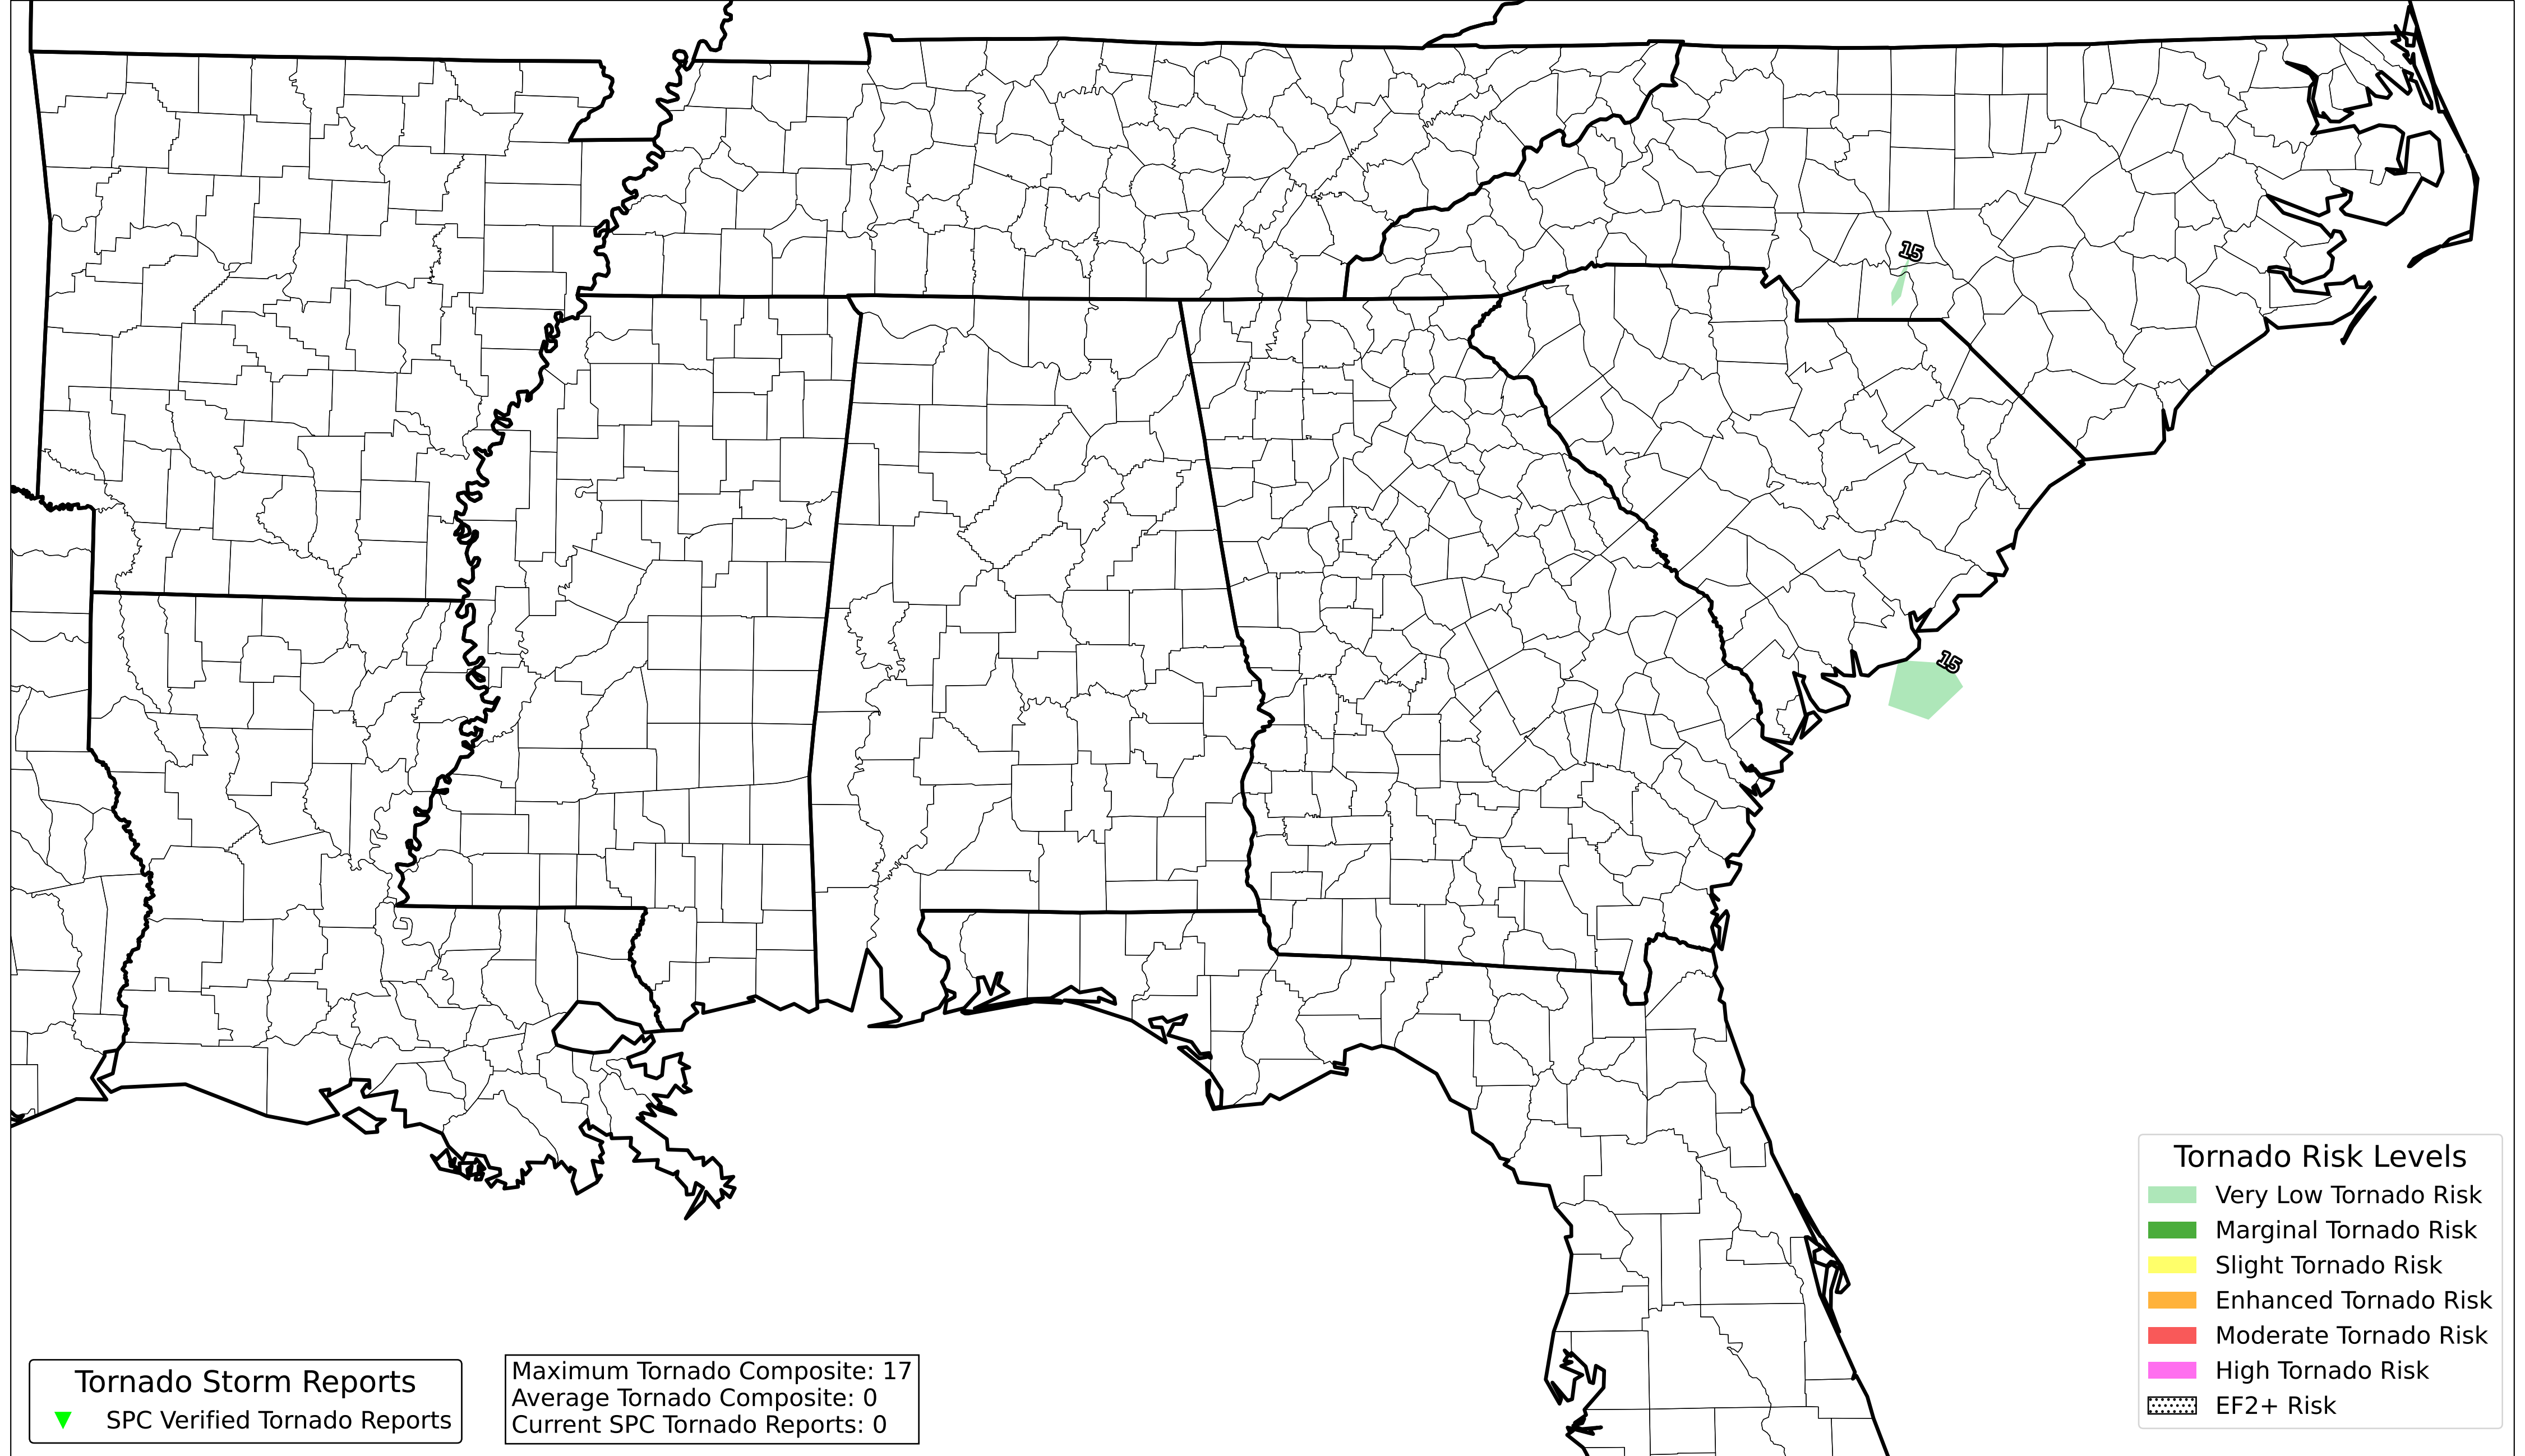 15
15
Tornado Risk Levels
Very Low Tornado Risk
Marginal Tornado Risk
Slight Tornado Risk
Enhanced Tornado Risk
Moderate Tornado Risk
High Tornado Risk
EF2+ Risk
Tornado Storm Reports
SPC Verified Tornado Reports
Maximum Tornado Composite: 17
Average Tornado Composite: 0
Current SPC Tornado Reports: 0